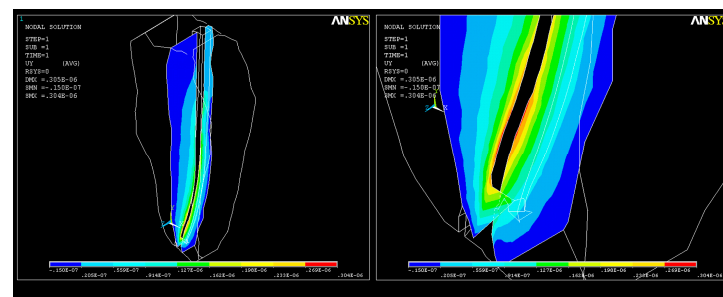 1
NODAL SOLUTION
STEP=1
SUB =1
TIME=1
UY (AVG)
RSYS=0
DMX =.305E-06
SMN =-.150E-07
SMX =.304E-06
ANSYS
-.150E-07 .205E-07 .559E-07 .914E-07 .127E-06 .162E-06 .198E-06 .233E-06 .269E-06 .304E-06
NODAL SOLUTION
STEP=1
SUB =1
TIME=1
UY (AVG)
RSYS=0
DMX =.305E-06
SMN =-.150E-07
SMX =.304E-06
ANSYS
-.150E-07 .205E-07 .559E-07 .914E-07 .127E-06 .162E-06 .198E-06 .233E-06 .269E-06 .304E-06